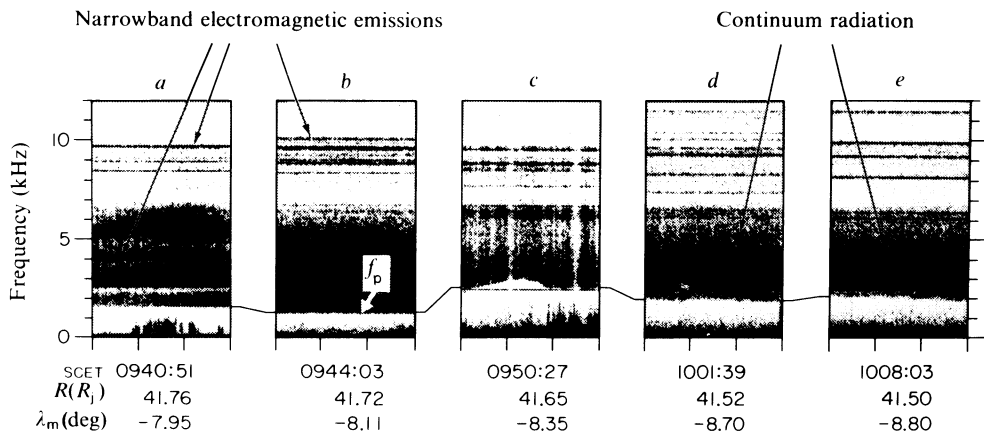 Narrowband electromagnetic emissions Continuum radiation
a b c d e
Frequency (kHz)
10
5
0
fp
SCET 0940:51 0944:03 0950:27 1001:39 1008:03
R(Rj) 41.76 41.72 41.65 41.52 41.50
λm(deg) -7.95 -8.11 -8.35 -8.70 -8.80